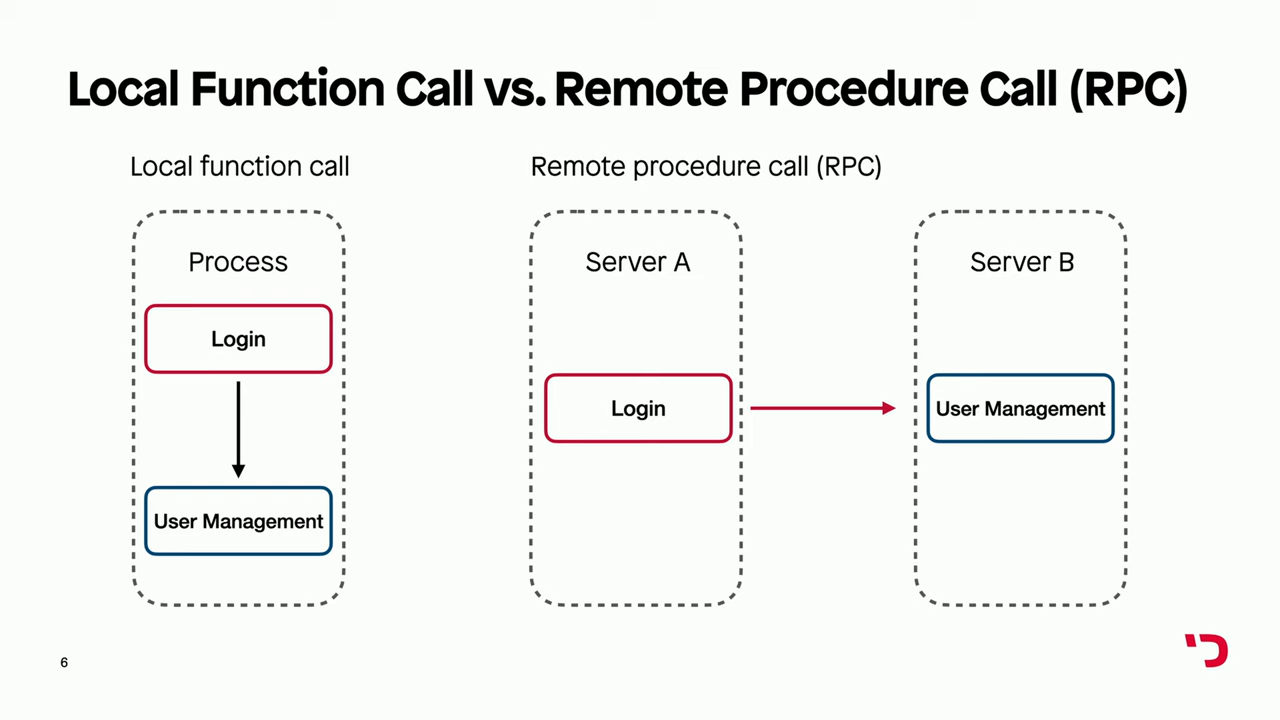 Local Function Call vs. Remote Procedure Call (RPC)
Local function call
Process
Login
User Management
Remote procedure call (RPC)
Server A
Login
Server B
User Management
6